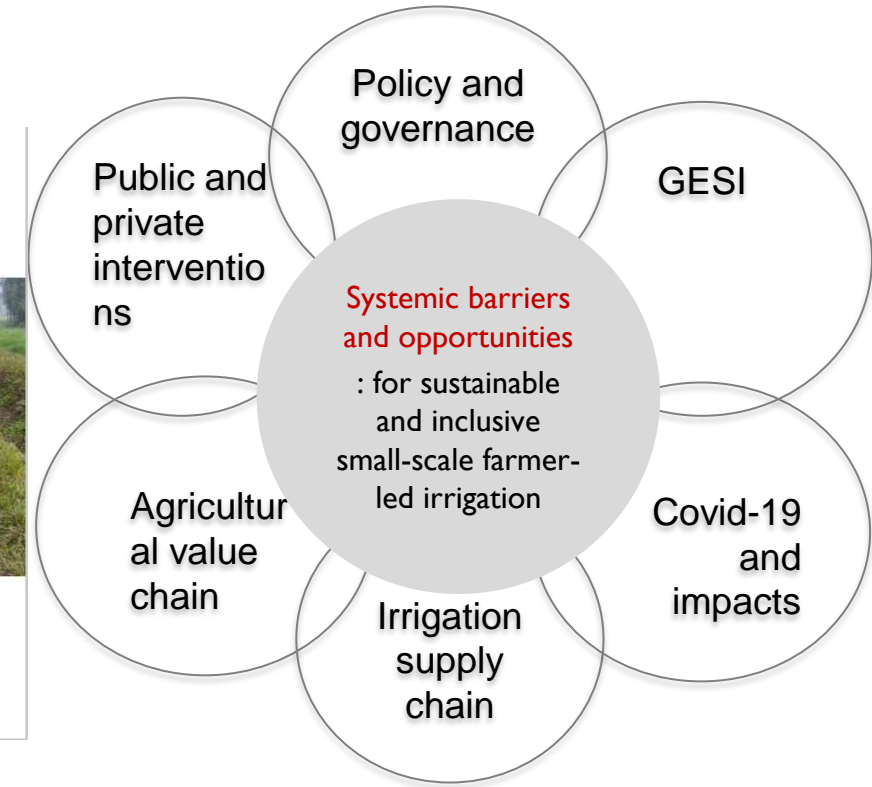 Policy and
governance
GESI
Public and
private
interventio
ns
Systemic barriers
and opportunities
: for sustainable
and inclusive
small-scale farmer-
led irrigation
Agricultur
al value
chain
Covid-19
and
impacts
Irrigation
supply
chain